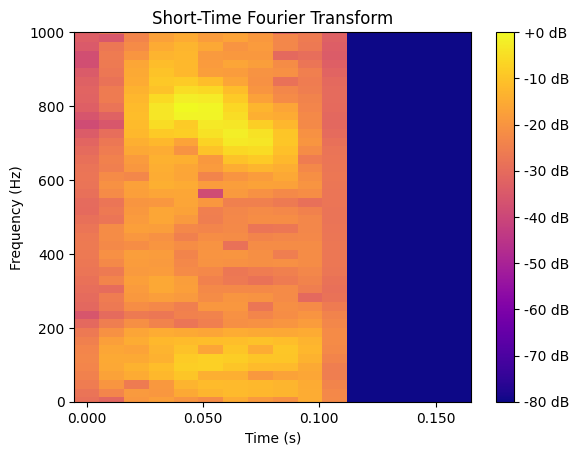 Short-Time Fourier Transform
1000
800
600
400
200
0
Frequency (Hz)
0.000
0.050
0.100
0.150
Time (s)
+0 dB
-10 dB
-20 dB
-30 dB
-40 dB
-50 dB
-60 dB
-70 dB
-80 dB